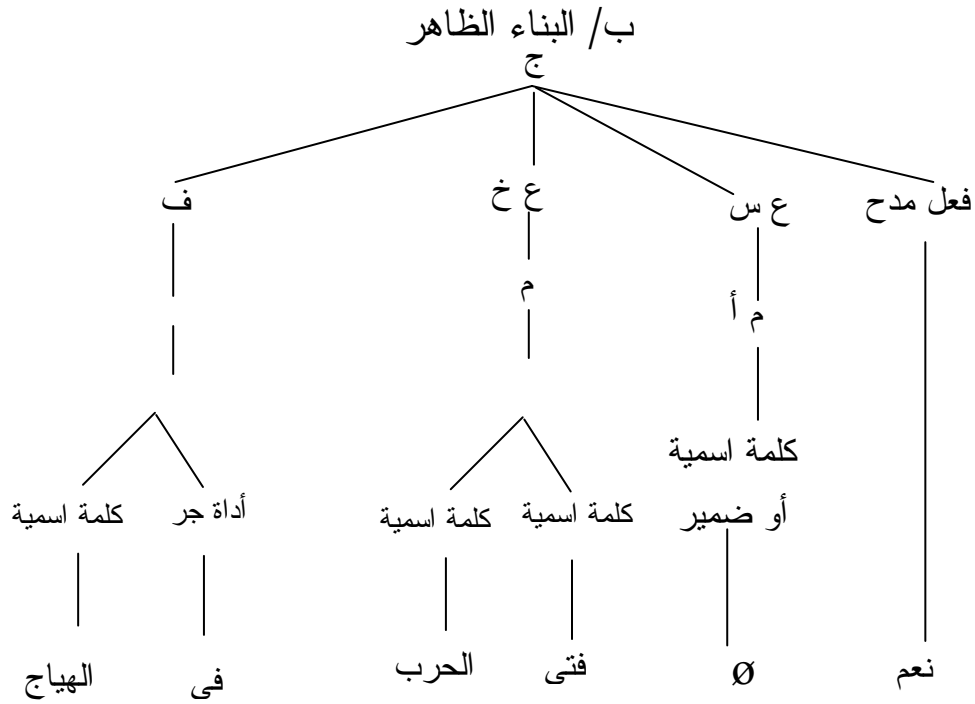 ب/ البناء الظاهر
ج
فعل مدح ع س ع خ ف
م أ م
كلمة اسمية
أو ضمير كلمة اسمية كلمة اسمية أداة جر كلمة اسمية
نعم Ø فتى الحرب فى الهياج